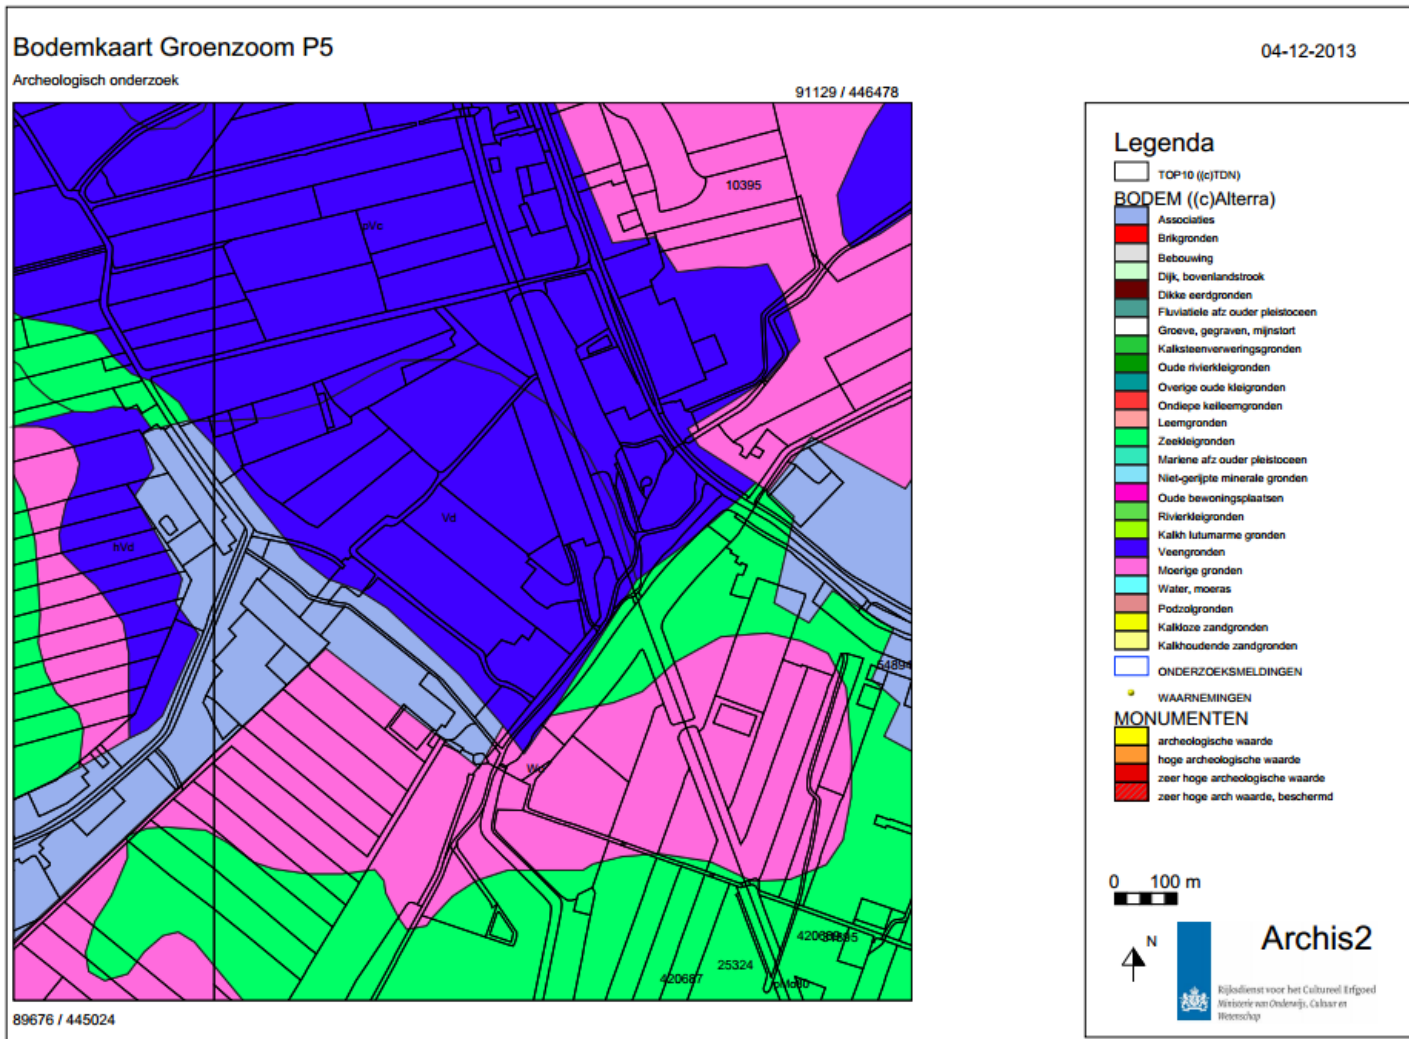 Bodemkaart Groenzoom P5
04-12-2013
Archeologisch onderzoek
91129 / 446478
10395
pVc
Vd
hVd
54894
420687
25324
89676 / 445024
Legenda
TOP10 ((c)TDN)
BODEM ((c)Alterra)
Associaties
Brikgronden
Bebouwing
Dijk, bovenlandstrook
Dikke eerdgronden
Fluviatiele afz ouder pleistoceen
Groeve, gegraven, mijnstort
Kalksteenverweringsgronden
Oude rivierkleigronden
Overige oude kleigronden
Ondiepe keileemgronden
Leemgronden
Zeekleigronden
Mariene afz ouder pleistoceen
Niet-gerijpte minerale gronden
Oude bewoningsplaatsen
Rivierkleigronden
Kalkh lutumarme gronden
Veengronden
Moerige gronden
Water, moeras
Podzolgronden
Kalkloze zandgronden
Kalkhoudende zandgronden
ONDERZOEKSMELDINGEN
WAARNEMINGEN
MONUMENTEN
archeologische waarde
hoge archeologische waarde
zeer hoge archeologische waarde
zeer hoge arch waarde, beschermd
0 100 m
N
Archis2
Rijksdienst voor het Cultureel Erfgoed
Ministerie van Onderwijs, Cultuur en
Wetenschap